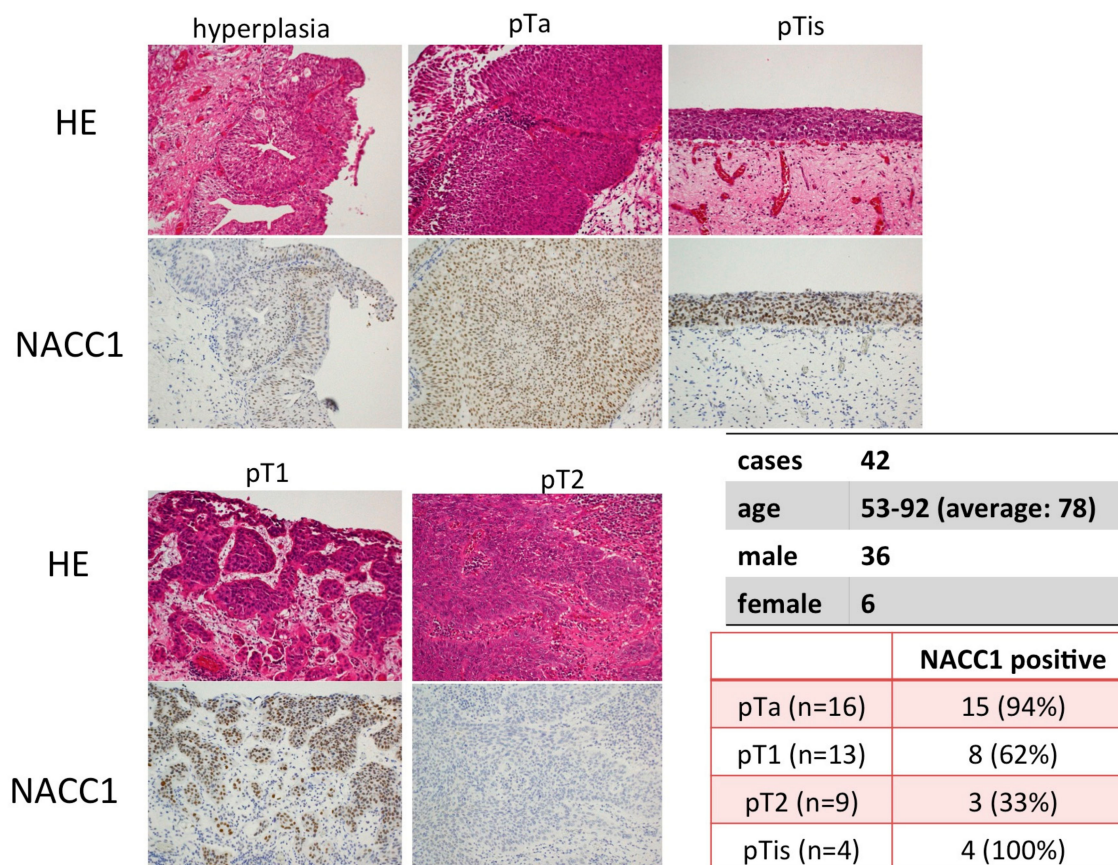 hyperplasia pTa pTis
HE
NACC1
pT1 pT2
HE
NACC1
cases 42
age 53-92 (average: 78)
male 36
female 6
NACC1 positive
pTa (n=16) 15 (94%)
pT1 (n=13) 8 (62%)
pT2 (n=9) 3 (33%)
pTis (n=4) 4 (100%)